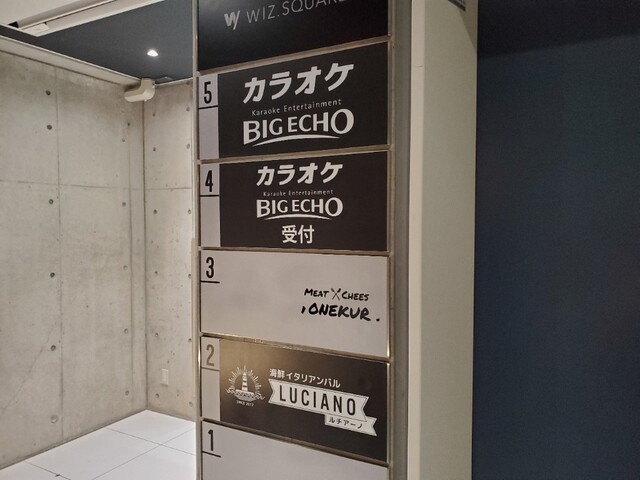 WIZ.SQUARE
5
カラオケ
Karaoke Entertainment
BIG ECHO
4
カラオケ
Karaoke Entertainment
BIG ECHO
受付
3
MEAT CHEES
ONEKUR
2
海鮮イタリアンバル
LUCIANO
ルチアーノ
SINCE 2013
1